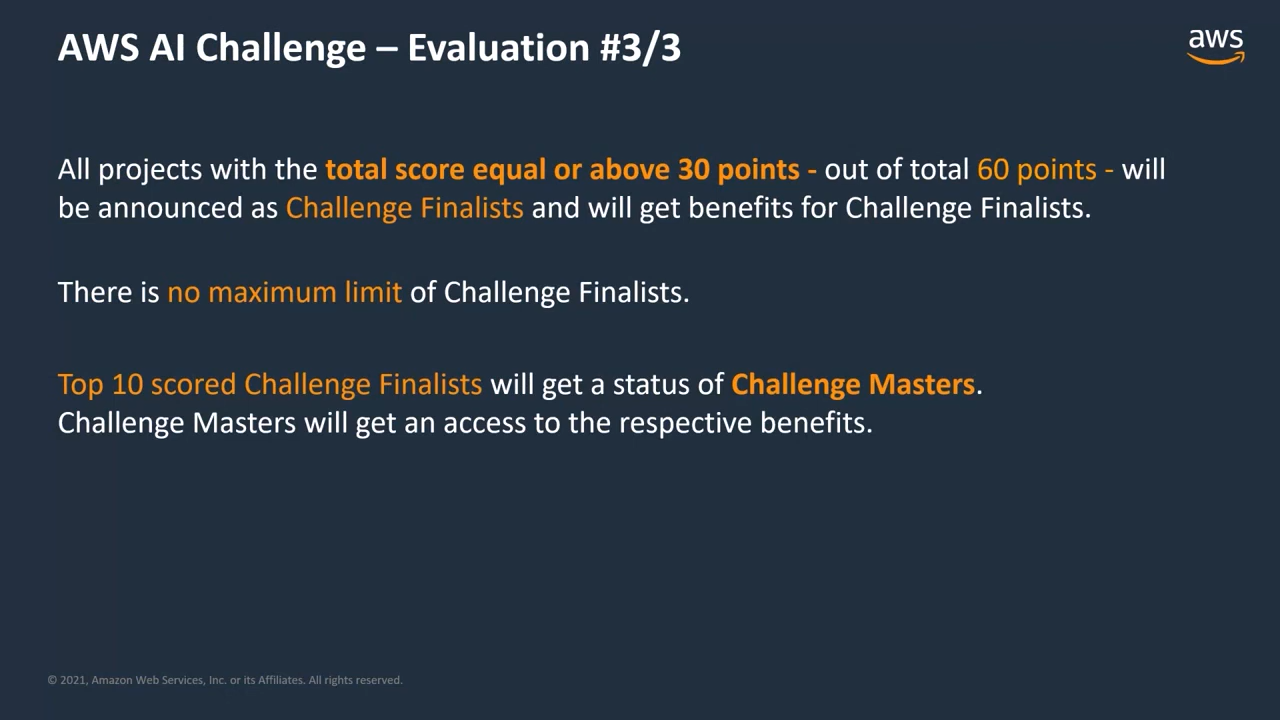 AWS AI Challenge – Evaluation #3/3
aws
All projects with the total score equal or above 30 points - out of total 60 points - will
be announced as Challenge Finalists and will get benefits for Challenge Finalists.
There is no maximum limit of Challenge Finalists.
Top 10 scored Challenge Finalists will get a status of Challenge Masters.
Challenge Masters will get an access to the respective benefits.
© 2021, Amazon Web Services, Inc. or its Affiliates. All rights reserved.